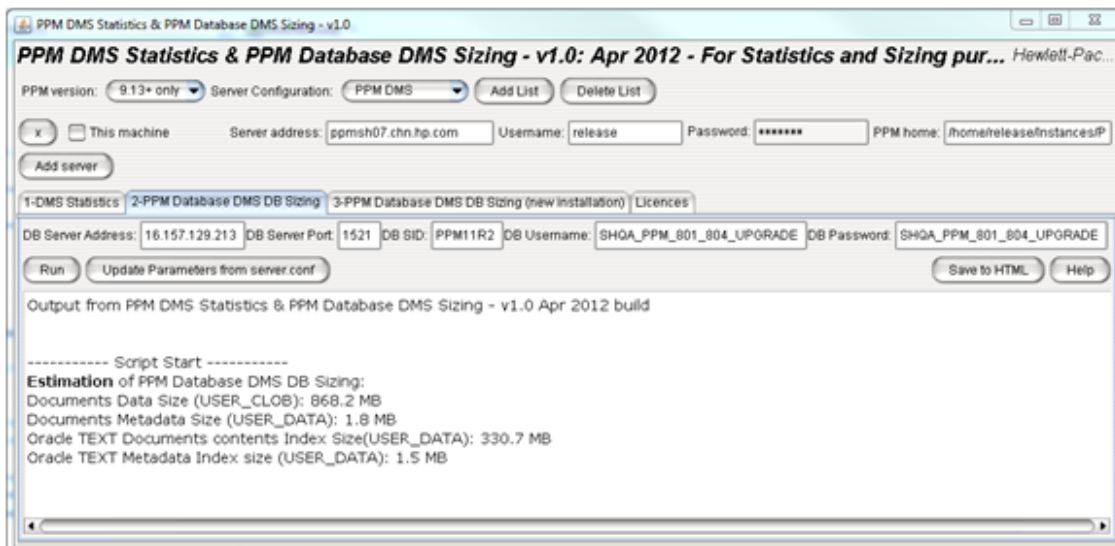 PPM DMS Statistics & PPM Database DMS Sizing - v1.0
PPM DMS Statistics & PPM Database DMS Sizing - v1.0: Apr 2012 - For Statistics and Sizing pur... Hewlett-Pac...
PPM version: 9.13+ only Server Configuration: PPM DMS Add List Delete List
x This machine Server address: ppmsh07.chn.hp.com Username: release Password: ******* PPM home: /home/release/Instances/P
Add server
1-DMS Statistics 2-PPM Database DMS DB Sizing 3-PPM Database DMS DB Sizing (new installation) Licences
DB Server Address: 16.157.129.213 DB Server Port: 1521 DB SID: PPM11R2 DB Username: SHQA_PPM_801_804_UPGRADE DB Password: SHQA_PPM_801_804_UPGRADE
Run Update Parameters from server.conf Save to HTML Help
Output from PPM DMS Statistics & PPM Database DMS Sizing - v1.0 Apr 2012 build
----------- Script Start -----------
Estimation of PPM Database DMS DB Sizing:
Documents Data Size (USER_CLOB): 868.2 MB
Documents Metadata Size (USER_DATA): 1.8 MB
Oracle TEXT Documents contents Index Size(USER_DATA): 330.7 MB
Oracle TEXT Metadata Index size (USER_DATA): 1.5 MB